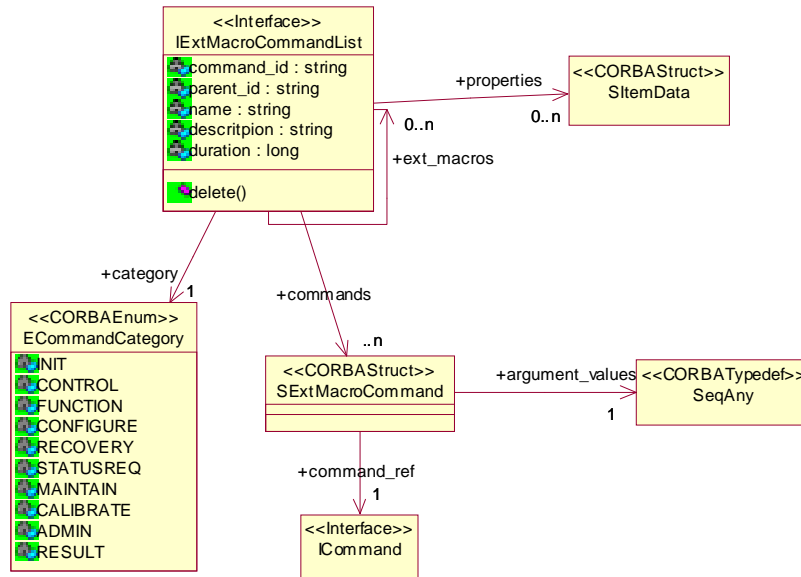 <<Interface>>
IExtMacroCommandList
command_id : string
parent_id : string
name : string
descritpion : string
duration : long
delete()
+properties
0..n
<<CORBAStruct>>
SItemData
0..n
+ext_macros
+category
1
<<CORBAEnum>>
ECommandCategory
INIT
CONTROL
FUNCTION
CONFIGURE
RECOVERY
STATUSREQ
MAINTAIN
CALIBRATE
ADMIN
RESULT
+commands
..n
<<CORBAStruct>>
SExtMacroCommand
+argument_values
1
<<CORBATypedef>>
SeqAny
+command_ref
1
<<Interface>>
ICommand